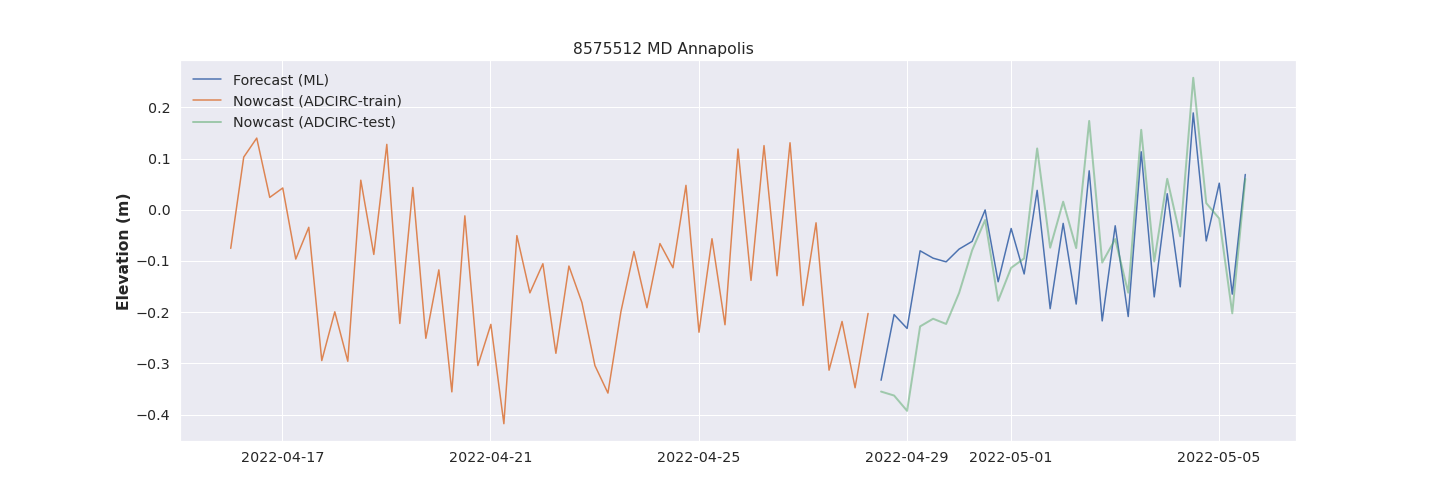 8575512 MD Annapolis
Forecast (ML)
Nowcast (ADCIRC-train)
Nowcast (ADCIRC-test)
Elevation (m)
0.2
0.1
0.0
−0.1
−0.2
−0.3
−0.4
2022-04-17
2022-04-21
2022-04-25
2022-04-29
2022-05-01
2022-05-05